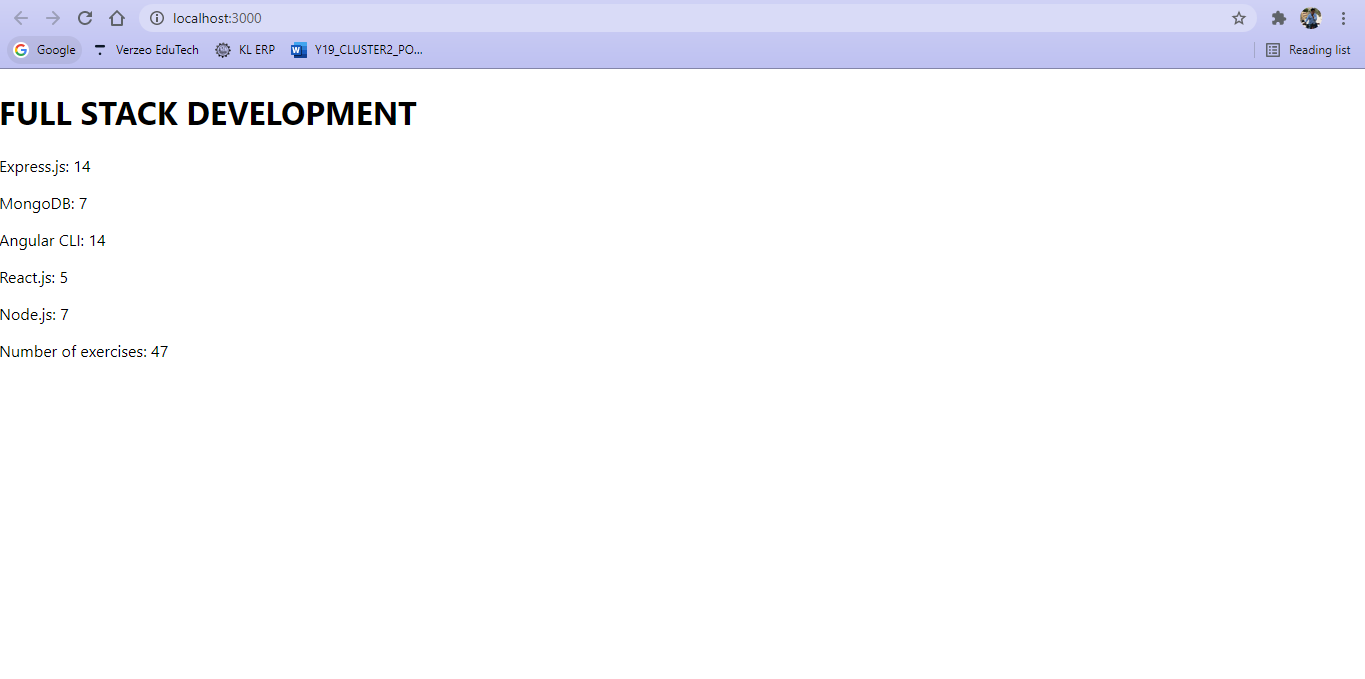 localhost:3000
Google Verzeo EduTech KL ERP Y19_CLUSTER2_PO... Reading list
FULL STACK DEVELOPMENT
Express.js: 14
MongoDB: 7
Angular CLI: 14
React.js: 5
Node.js: 7
Number of exercises: 47